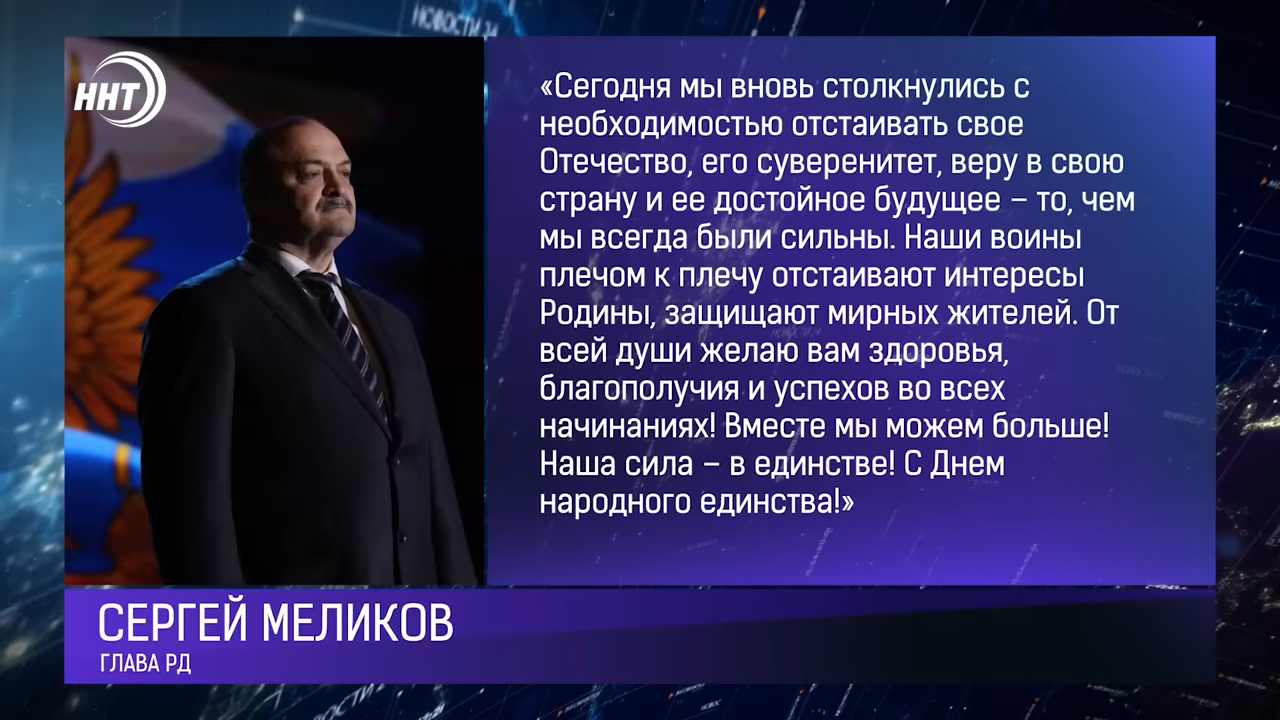 НОВОСТИ 24
ННТ
«Сегодня мы вновь столкнулись с
необходимостью отстаивать свое
Отечество, его суверенитет, веру в свою
страну и ее достойное будущее – то, чем
мы всегда были сильны. Наши воины
плечом к плечу отстаивают интересы
Родины, защищают мирных жителей. От
всей души желаю вам здоровья,
благополучия и успехов во всех
начинаниях! Вместе мы можем больше!
Наша сила – в единстве! С Днем
народного единства!»
СЕРГЕЙ МЕЛИКОВ
ГЛАВА РД